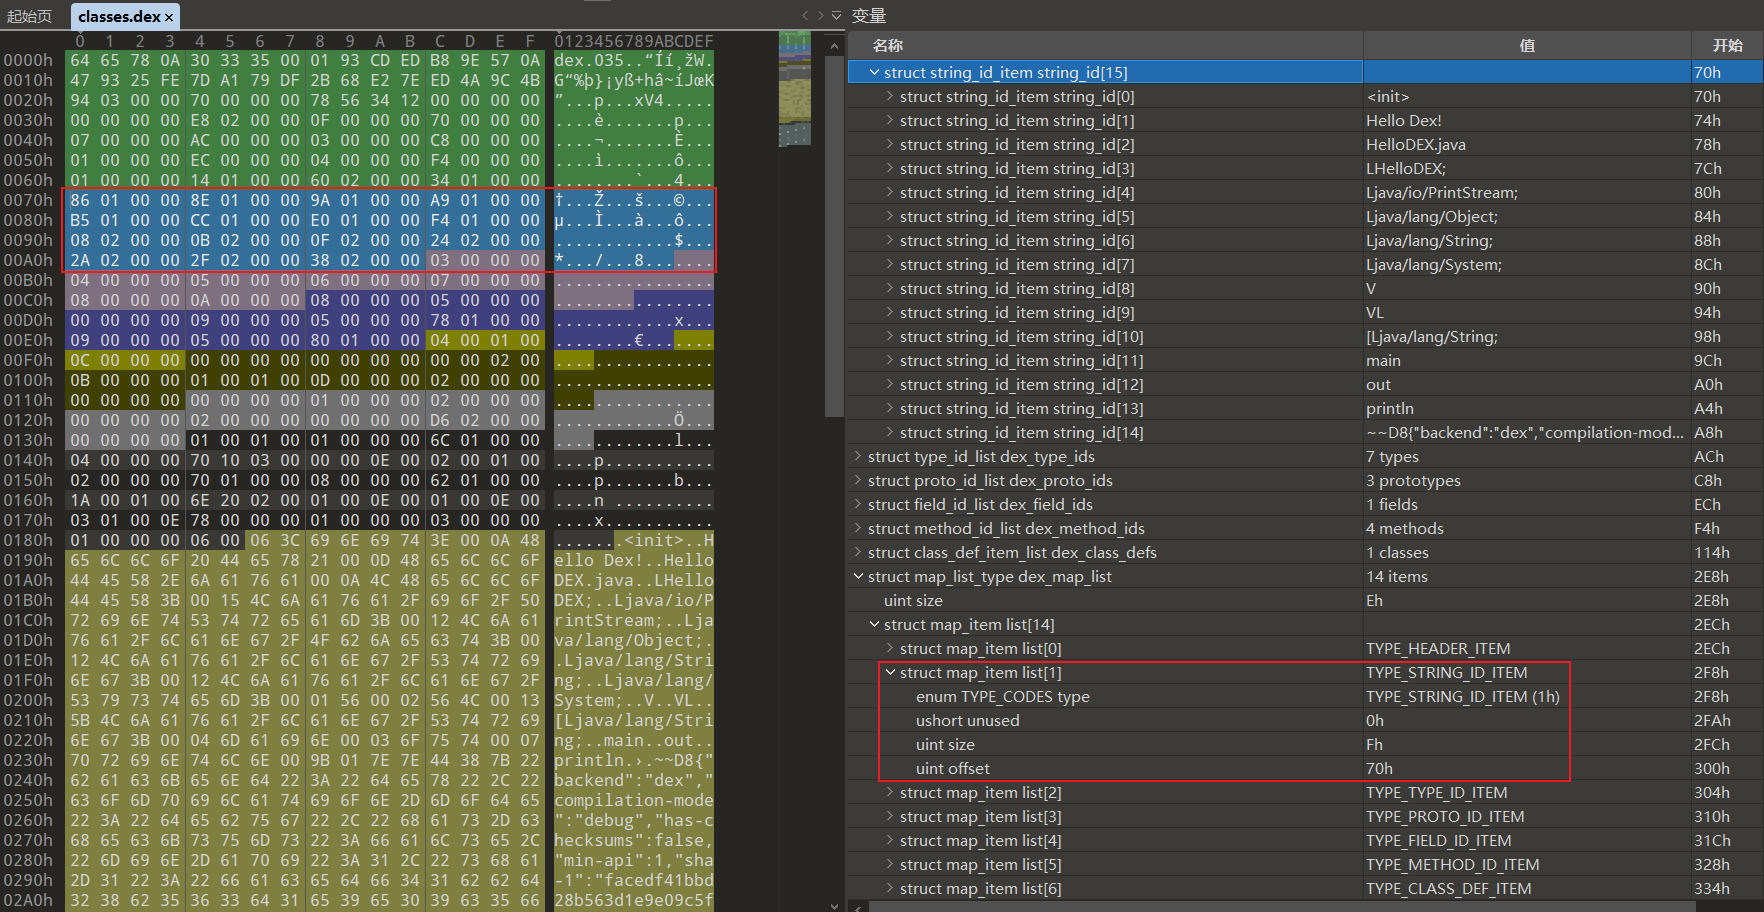 起始页 classes.dex × 变量
0 1 2 3 4 5 6 7 8 9 A B C D E F 0123456789ABCDEF
0000h 64 65 78 0A 30 33 35 00 01 93 CD ED B8 9E 57 0A dex.035..“Íí¸žW.
0010h 47 93 25 FE 7D A1 79 DF 2B 68 E2 7E ED 4A 9C 4B G“%þ}¡yß+hâ~íJœK
0020h 94 03 00 00 70 00 00 00 78 56 34 12 00 00 00 00 ”...p...xV4.....
0030h 00 00 00 00 E8 02 00 00 0F 00 00 00 70 00 00 00 ....è.......p...
0040h 07 00 00 00 AC 00 00 00 03 00 00 00 C8 00 00 00 ....¬.......È...
0050h 01 00 00 00 EC 00 00 00 04 00 00 00 F4 00 00 00 ....ì.......ô...
0060h 01 00 00 00 14 01 00 00 60 02 00 00 34 01 00 00 ........`...4...
0070h 86 01 00 00 8E 01 00 00 9A 01 00 00 A9 01 00 00 †...Ž...š...©...
0080h B5 01 00 00 CC 01 00 00 E0 01 00 00 F4 01 00 00 µ...Ì...à...ô...
0090h 08 02 00 00 0B 02 00 00 0F 02 00 00 24 02 00 00 ............$...
00A0h 2A 02 00 00 2F 02 00 00 38 02 00 00 03 00 00 00 *.../...8.......
00B0h 04 00 00 00 05 00 00 00 06 00 00 00 07 00 00 00 ................
00C0h 08 00 00 00 0A 00 00 00 08 00 00 00 05 00 00 00 ................
00D0h 00 00 00 00 09 00 00 00 05 00 00 00 78 01 00 00 ............x...
00E0h 09 00 00 00 05 00 00 00 80 01 00 00 04 00 01 00 ........€.......
00F0h 0C 00 00 00 00 00 00 00 00 00 00 00 00 00 02 00 ................
0100h 0B 00 00 00 01 00 01 00 0D 00 00 00 02 00 00 00 ................
0110h 00 00 00 00 00 00 00 00 01 00 00 00 02 00 00 00 ................
0120h 00 00 00 00 02 00 00 00 00 00 00 00 D6 02 00 00 ............Ö...
0130h 00 00 00 00 01 00 01 00 01 00 00 00 6C 01 00 00 ............l...
0140h 04 00 00 00 70 10 03 00 00 00 0E 00 02 00 01 00 ....p...........
0150h 02 00 00 00 70 01 00 00 08 00 00 00 62 01 00 00 ....p.......b...
0160h 1A 00 01 00 6E 20 02 00 01 00 0E 00 01 00 0E 00 ....n ..........
0170h 03 01 00 0E 78 00 00 00 01 00 00 00 03 00 00 00 ....x...........
0180h 01 00 00 00 06 00 06 3C 69 6E 69 74 3E 00 0A 48 .......<init>..H
0190h 65 6C 6C 6F 20 44 65 78 21 00 0D 48 65 6C 6C 6F ello Dex!..Hello
01A0h 44 45 58 2E 6A 61 76 61 00 0A 4C 48 65 6C 6C 6F DEX.java..LHello
01B0h 44 45 58 3B 00 15 4C 6A 61 76 61 2F 69 6F 2F 50 DEX;..Ljava/io/P
01C0h 72 69 6E 74 53 74 72 65 61 6D 3B 00 12 4C 6A 61 rintStream;..Lja
01D0h 76 61 2F 6C 61 6E 67 2F 4F 62 6A 65 63 74 3B 00 va/lang/Object;.
01E0h 12 4C 6A 61 76 61 2F 6C 61 6E 67 2F 53 74 72 69 .Ljava/lang/Stri
01F0h 6E 67 3B 00 12 4C 6A 61 76 61 2F 6C 61 6E 67 2F ng;..Ljava/lang/
0200h 53 79 73 74 65 6D 3B 00 01 56 00 02 56 4C 00 13 System;..V..VL..
0210h 5B 4C 6A 61 76 61 2F 6C 61 6E 67 2F 53 74 72 69 [Ljava/lang/Stri
0220h 6E 67 3B 00 04 6D 61 69 6E 00 03 6F 75 74 00 07 ng;..main..out..
0230h 70 72 69 6E 74 6C 6E 00 9B 01 7E 7E 44 38 7B 22 println.›.~~D8{"
0240h 62 61 63 6B 65 6E 64 22 3A 22 64 65 78 22 2C 22 backend":"dex","
0250h 63 6F 6D 70 69 6C 61 74 69 6F 6E 2D 6D 6F 64 65 compilation-mode
0260h 22 3A 22 64 65 62 75 67 22 2C 22 68 61 73 2D 63 ":"debug","has-c
0270h 68 65 63 6B 73 75 6D 73 22 3A 66 61 6C 73 65 2C hecksums":false,
0280h 22 6D 69 6E 2D 61 70 69 22 3A 31 2C 22 73 68 61 "min-api":1,"sha
0290h 2D 31 22 3A 22 66 61 63 65 64 66 34 31 62 62 64 -1":"facedf41bbd
02A0h 32 38 62 35 36 33 64 31 65 39 65 30 39 63 35 66 28b563d1e9e09c5f
名称 值 开始
struct string_id_item string_id[15] 70h
struct string_id_item string_id[0] <init> 70h
struct string_id_item string_id[1] Hello Dex! 74h
struct string_id_item string_id[2] HelloDEX.java 78h
struct string_id_item string_id[3] LHelloDEX; 7Ch
struct string_id_item string_id[4] Ljava/io/PrintStream; 80h
struct string_id_item string_id[5] Ljava/lang/Object; 84h
struct string_id_item string_id[6] Ljava/lang/String; 88h
struct string_id_item string_id[7] Ljava/lang/System; 8Ch
struct string_id_item string_id[8] V 90h
struct string_id_item string_id[9] VL 94h
struct string_id_item string_id[10] [Ljava/lang/String; 98h
struct string_id_item string_id[11] main 9Ch
struct string_id_item string_id[12] out A0h
struct string_id_item string_id[13] println A4h
struct string_id_item string_id[14] ~~D8{"backend":"dex","compilation-mod... A8h
struct type_id_list dex_type_ids 7 types ACh
struct proto_id_list dex_proto_ids 3 prototypes C8h
struct field_id_list dex_field_ids 1 fields ECh
struct method_id_list dex_method_ids 4 methods F4h
struct class_def_item_list dex_class_defs 1 classes 114h
struct map_list_type dex_map_list 14 items 2E8h
uint size Eh 2E8h
struct map_item list[14] 2ECh
struct map_item list[0] TYPE_HEADER_ITEM 2ECh
struct map_item list[1] TYPE_STRING_ID_ITEM 2F8h
enum TYPE_CODES type TYPE_STRING_ID_ITEM (1h) 2F8h
ushort unused 0h 2FAh
uint size Fh 2FCh
uint offset 70h 300h
struct map_item list[2] TYPE_TYPE_ID_ITEM 304h
struct map_item list[3] TYPE_PROTO_ID_ITEM 310h
struct map_item list[4] TYPE_FIELD_ID_ITEM 31Ch
struct map_item list[5] TYPE_METHOD_ID_ITEM 328h
struct map_item list[6] TYPE_CLASS_DEF_ITEM 334h